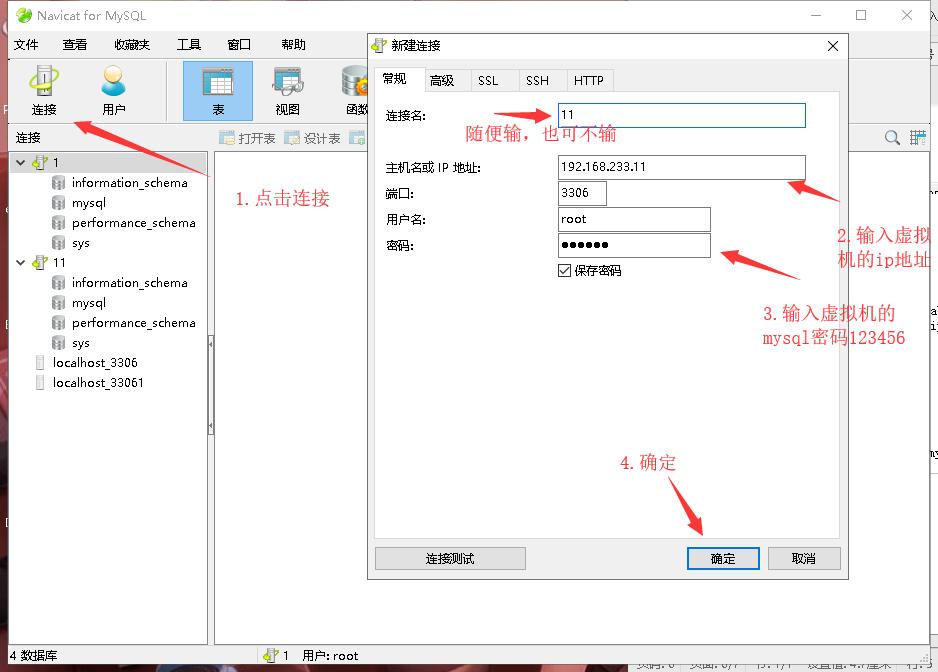 Navicat for MySQL
文件 查看 收藏夹 工具 窗口 帮助
连接 用户 表 视图 函数
连接
打开表 设计表
1
information_schema
mysql
performance_schema
sys
11
information_schema
mysql
performance_schema
sys
localhost_3306
localhost_33061
1.点击连接
新建连接
常规 高级 SSL SSH HTTP
连接名: 11
随便输，也可不输
主机名或 IP 地址: 192.168.233.11
端口: 3306
用户名: root
密码: ●●●●●●
保存密码
2.输入虚拟
机的ip地址
3.输入虚拟机的
mysql密码123456
4.确定
连接测试 确定 取消
4 数据库 1 用户: root